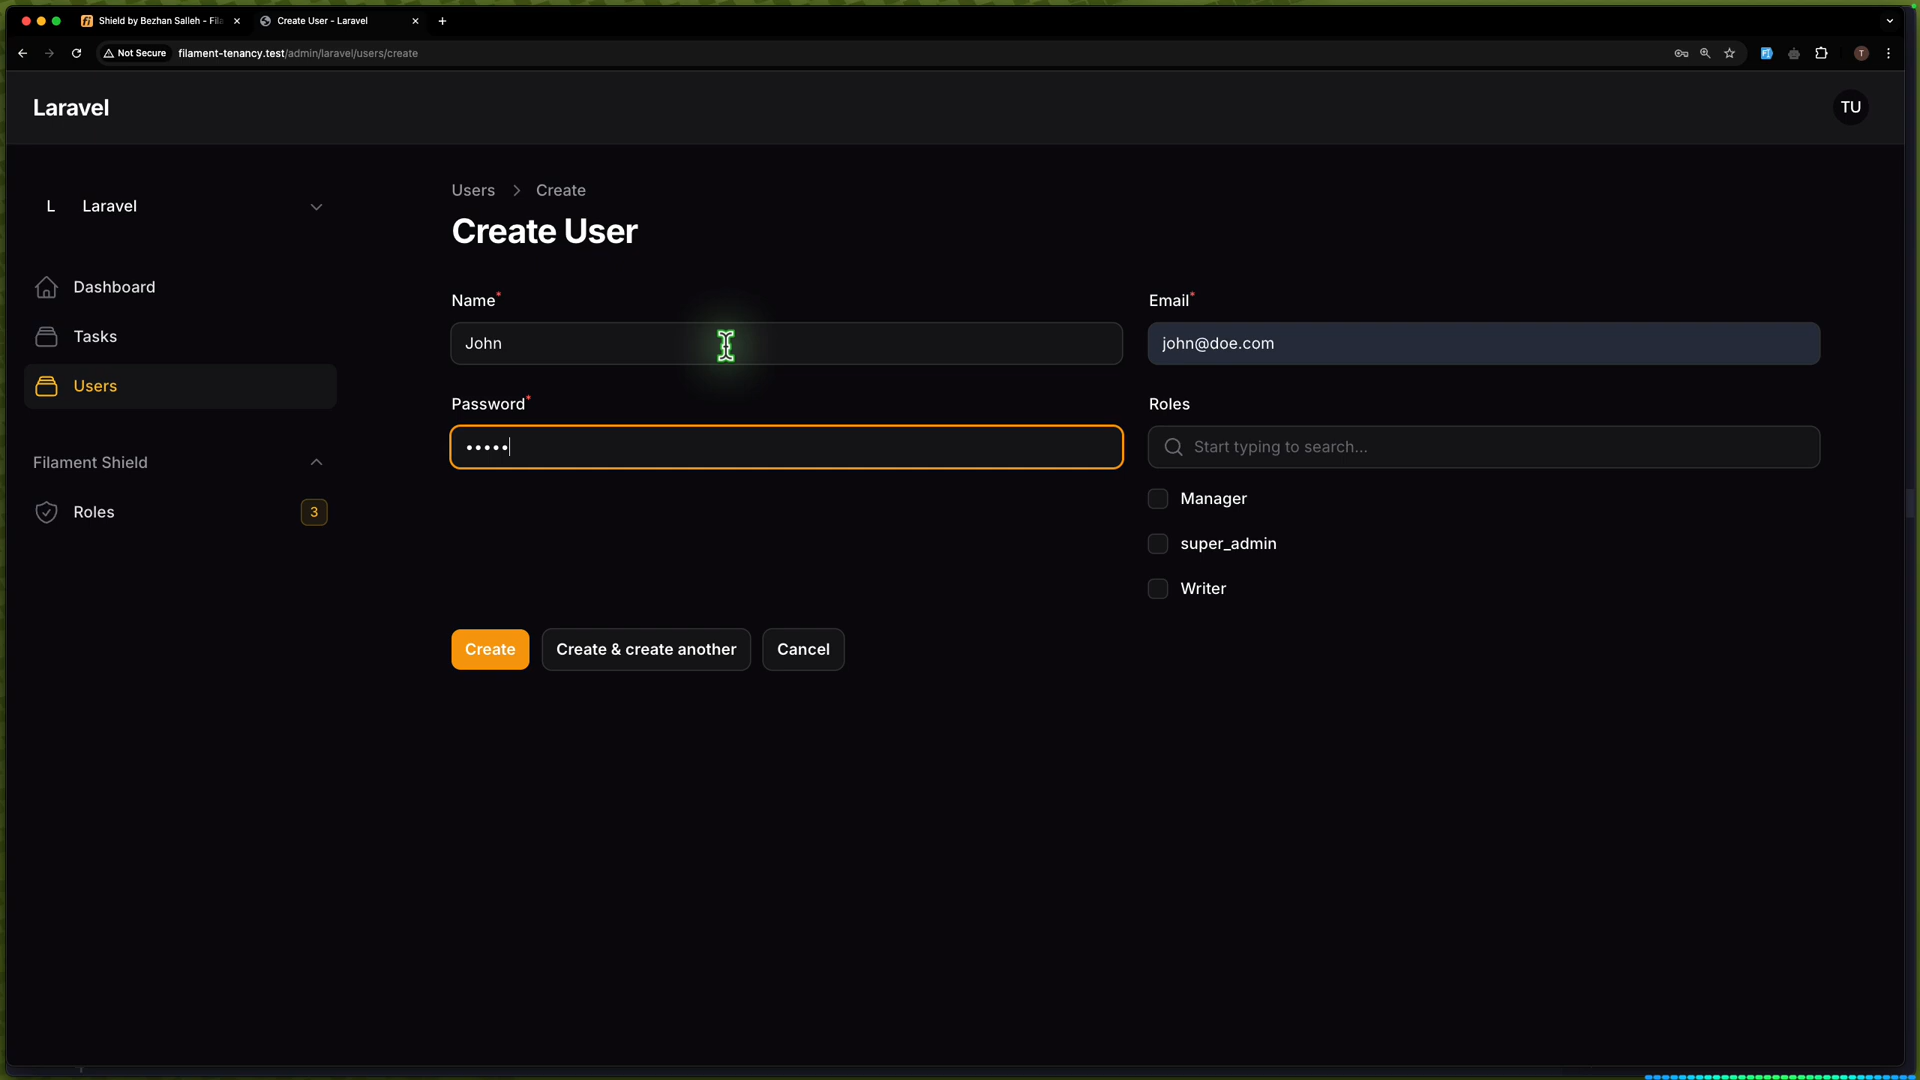 Shield by Bezhan Salleh - Fila
Create User - Laravel
Not Secure
filament-tenancy.test/admin/laravel/users/create
T
Laravel
TU
L
Laravel
Dashboard
Tasks
Users
Filament Shield
Roles
3
Users > Create
Create User
Name*
John
Email*
john@doe.com
Password*
•••••
Roles
Start typing to search...
Manager
super_admin
Writer
Create
Create & create another
Cancel